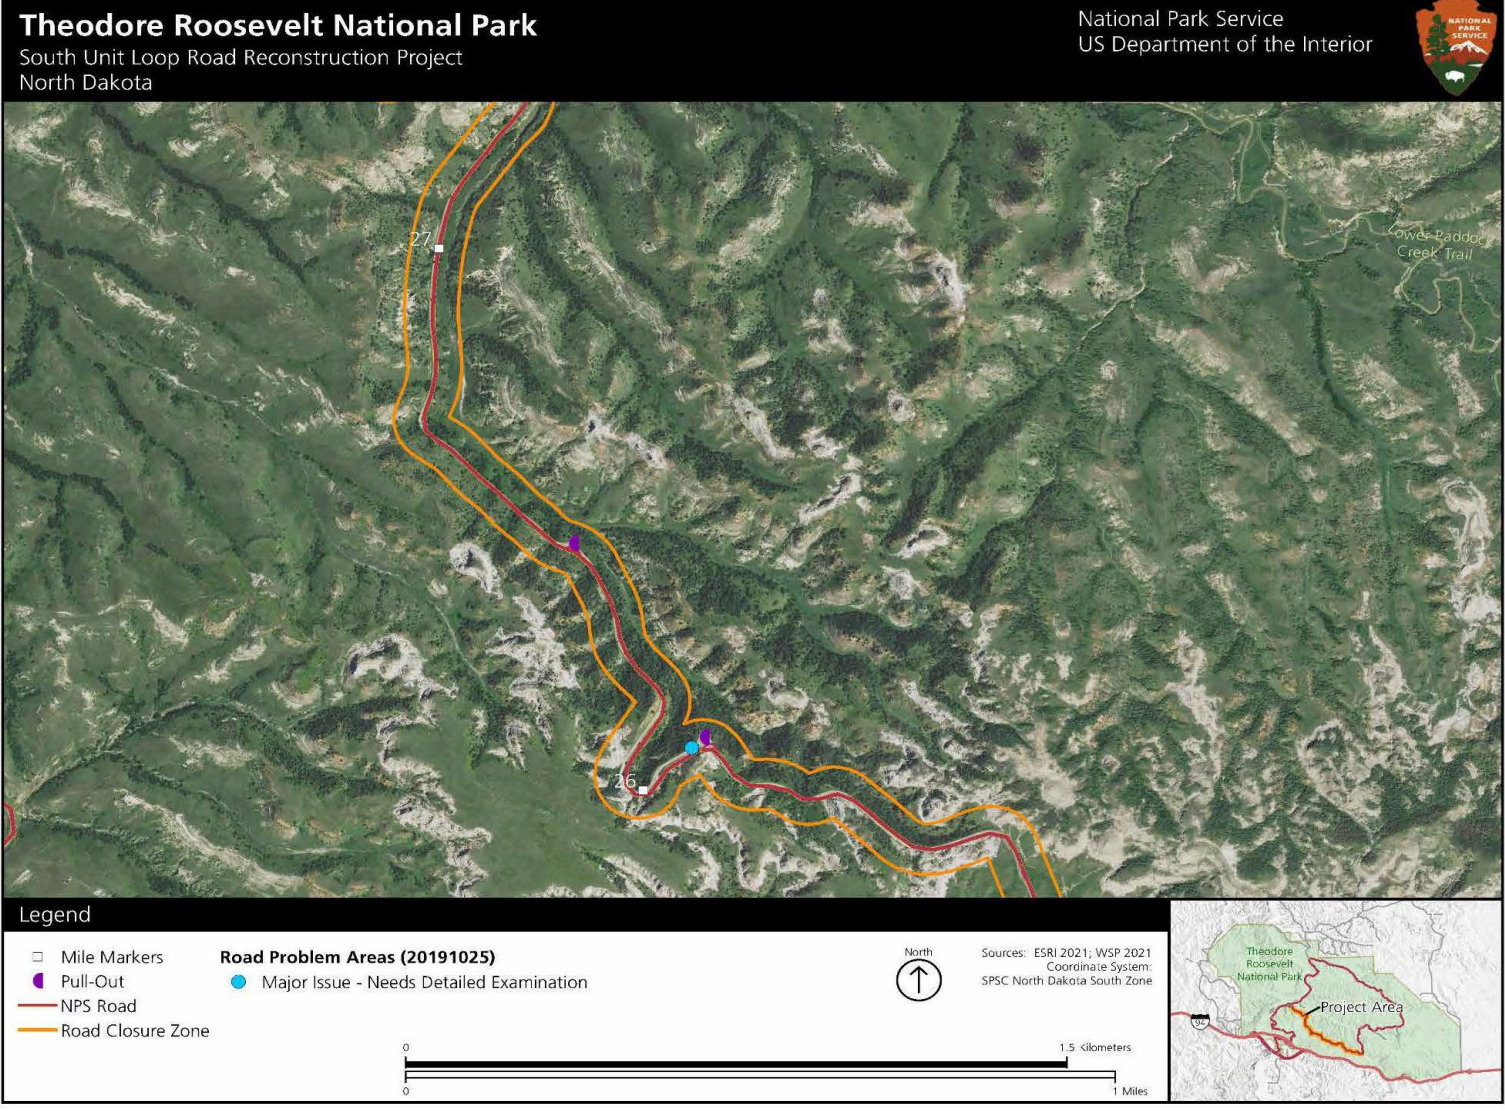 Theodore Roosevelt National Park
South Unit Loop Road Reconstruction Project
North Dakota
National Park Service
US Department of the Interior
NATIONAL
PARK
SERVICE
27
Lower Paddock
Creek Trail
26
Legend
Mile Markers
Pull-Out
NPS Road
Road Closure Zone
Road Problem Areas (20191025)
Major Issue - Needs Detailed Examination
North
Sources: ESRI 2021; WSP 2021
Coordinate System:
SPSC North Dakota South Zone
0
1.5 Kilometers
0
1 Miles
Theodore
Roosevelt
National Park
Project Area
94